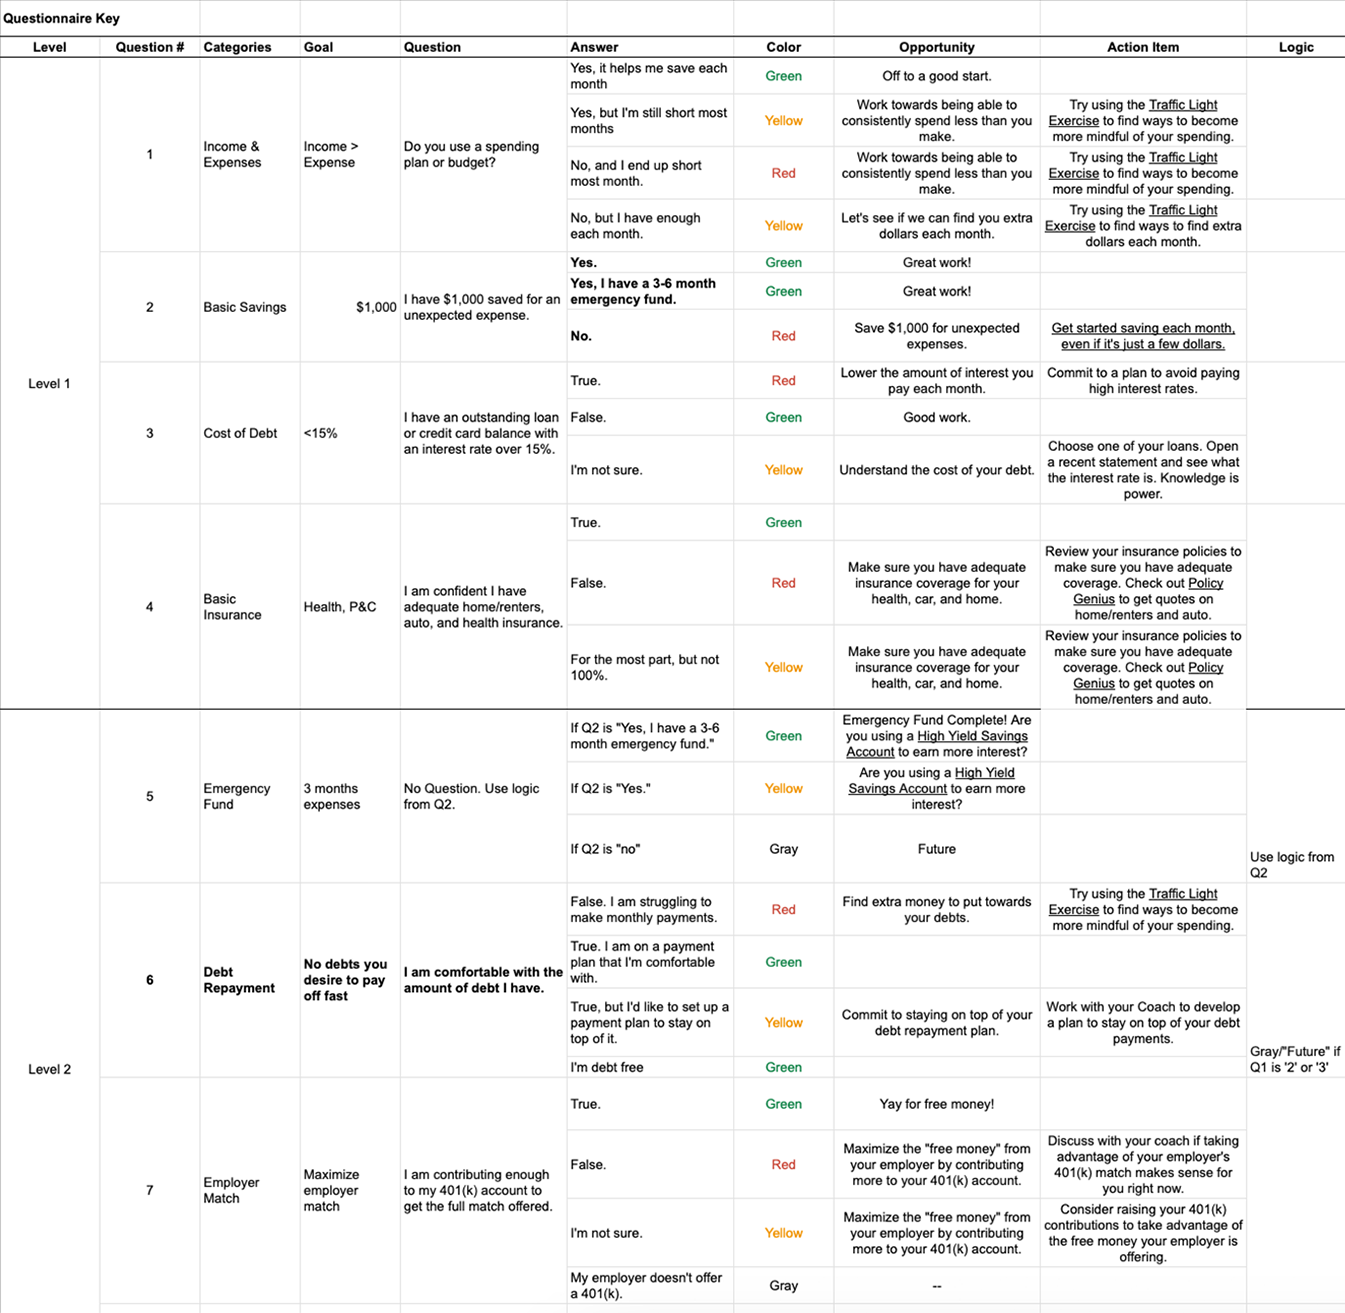 Questionnaire Key
Level Question # Categories Goal Question Answer Color Opportunity Action Item Logic
Level 1
1
Income &
Expenses
Income >
Expense
Do you use a spending
plan or budget?
Yes, it helps me save each
month
Green
Off to a good start.
Yes, but I'm still short most
months
Yellow
Work towards being able to
consistently spend less than you
make.
Try using the Traffic Light
Exercise to find ways to become
more mindful of your spending.
No, and I end up short
most month.
Red
Work towards being able to
consistently spend less than you
make.
Try using the Traffic Light
Exercise to find ways to become
more mindful of your spending.
No, but I have enough
each month.
Yellow
Let's see if we can find you extra
dollars each month.
Try using the Traffic Light
Exercise to find ways to find extra
dollars each month.
2
Basic Savings
$1,000
I have $1,000 saved for an
unexpected expense.
Yes.
Green
Great work!
Yes, I have a 3-6 month
emergency fund.
Green
Great work!
No.
Red
Save $1,000 for unexpected
expenses.
Get started saving each month,
even if it's just a few dollars.
3
Cost of Debt
<15%
I have an outstanding loan
or credit card balance with
an interest rate over 15%.
True.
Red
Lower the amount of interest you
pay each month.
Commit to a plan to avoid paying
high interest rates.
False.
Green
Good work.
I'm not sure.
Yellow
Understand the cost of your debt.
Choose one of your loans. Open
a recent statement and see what
the interest rate is. Knowledge is
power.
4
Basic
Insurance
Health, P&C
I am confident I have
adequate home/renters,
auto, and health insurance.
True.
Green
False.
Red
Make sure you have adequate
insurance coverage for your
health, car, and home.
Review your insurance policies to
make sure you have adequate
coverage. Check out Policy
Genius to get quotes on
home/renters and auto.
For the most part, but not
100%.
Yellow
Make sure you have adequate
insurance coverage for your
health, car, and home.
Review your insurance policies to
make sure you have adequate
coverage. Check out Policy
Genius to get quotes on
home/renters and auto.
Level 2
5
Emergency
Fund
3 months
expenses
No Question. Use logic
from Q2.
If Q2 is "Yes, I have a 3-6
month emergency fund."
Green
Emergency Fund Complete! Are
you using a High Yield Savings
Account to earn more interest?
If Q2 is "Yes."
Yellow
Are you using a High Yield
Savings Account to earn more
interest?
If Q2 is "no"
Gray
Future
Use logic from
Q2
6
Debt
Repayment
No debts you
desire to pay
off fast
I am comfortable with the
amount of debt I have.
False. I am struggling to
make monthly payments.
Red
Find extra money to put towards
your debts.
Try using the Traffic Light
Exercise to find ways to become
more mindful of your spending.
True. I am on a payment
plan that I'm comfortable
with.
Green
True, but I'd like to set up a
payment plan to stay on
top of it.
Yellow
Commit to staying on top of your
debt repayment plan.
Work with your Coach to develop
a plan to stay on top of your debt
payments.
I'm debt free
Green
Gray/"Future" if
Q1 is '2' or '3'
7
Employer
Match
Maximize
employer
match
I am contributing enough
to my 401(k) account to
get the full match offered.
True.
Green
Yay for free money!
False.
Red
Maximize the "free money" from
your employer by contributing
more to your 401(k) account.
Discuss with your coach if taking
advantage of your employer's
401(k) match makes sense for
you right now.
I'm not sure.
Yellow
Maximize the "free money" from
your employer by contributing
more to your 401(k) account.
Consider raising your 401(k)
contributions to take advantage of
the free money your employer is
offering.
My employer doesn't offer
a 401(k).
Gray
--